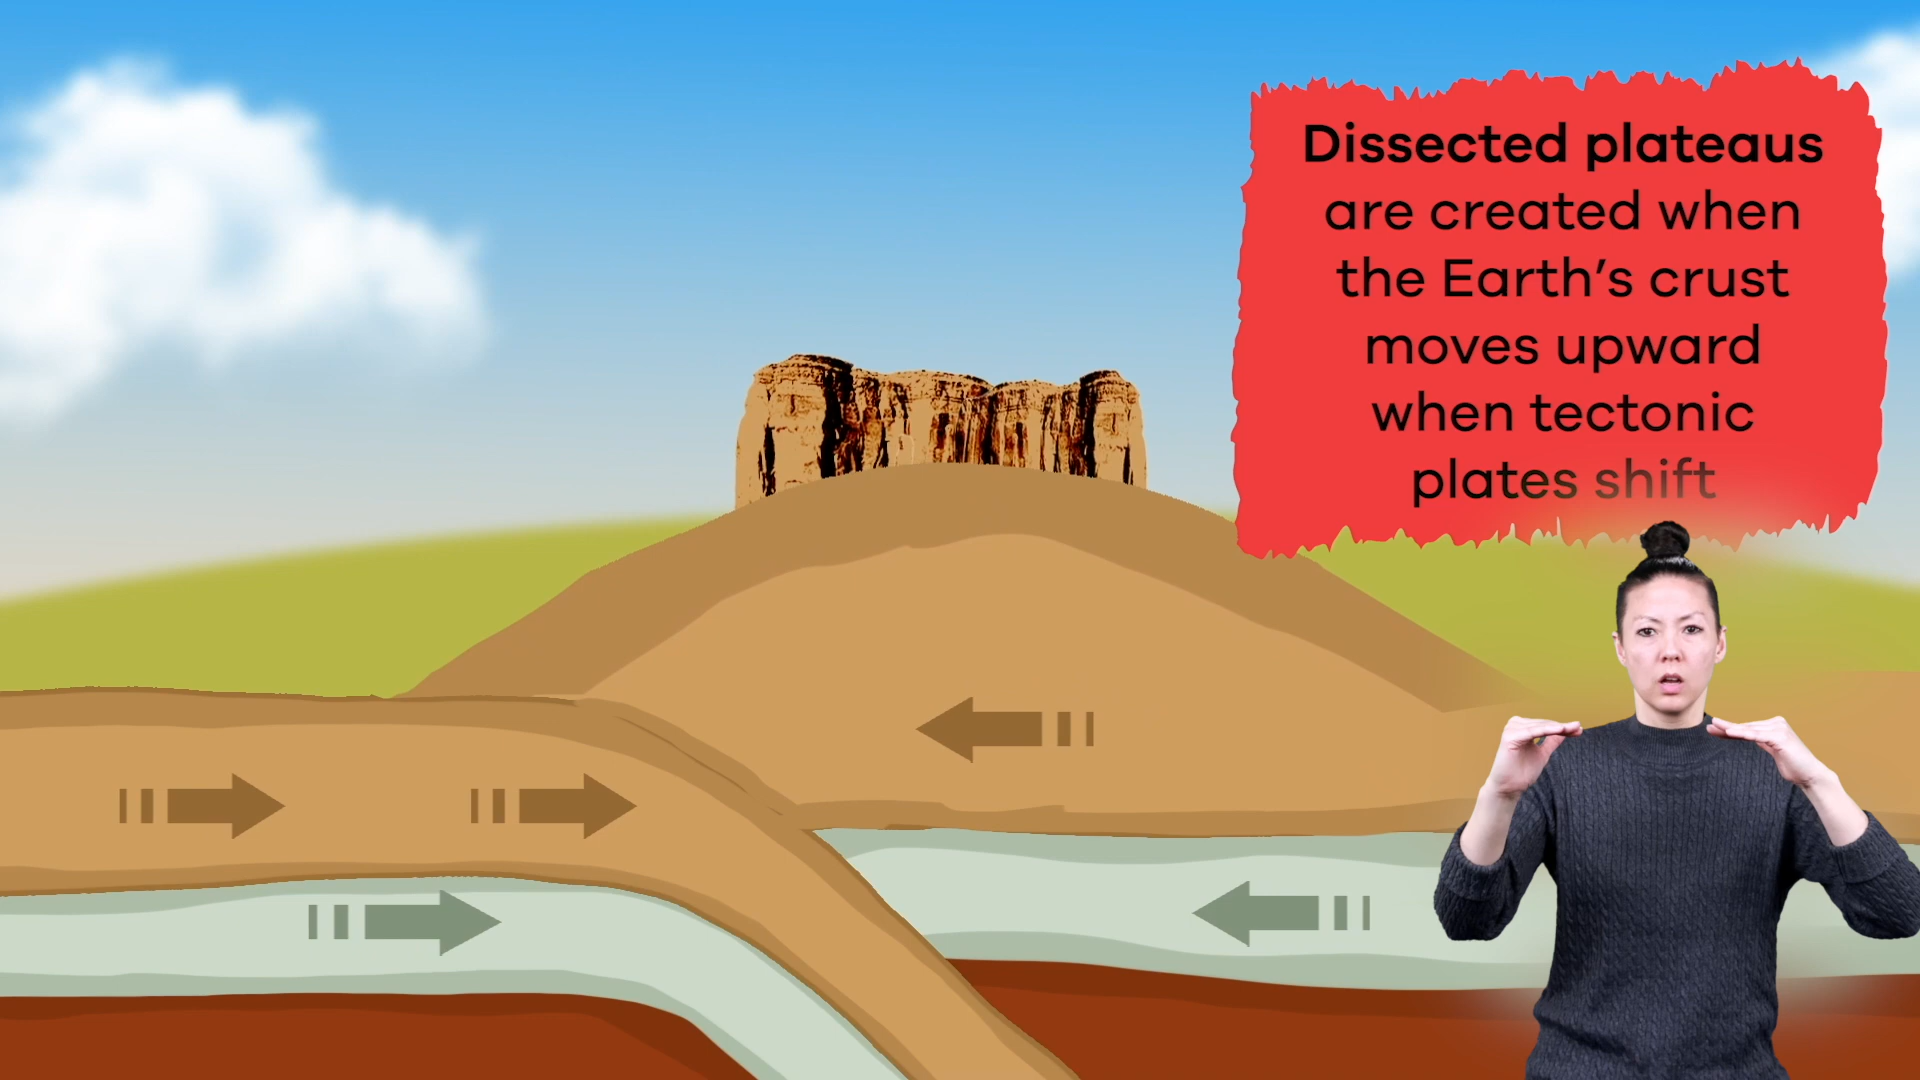 Dissected plateaus
are created when
the Earth's crust
moves upward
when tectonic
plates shift